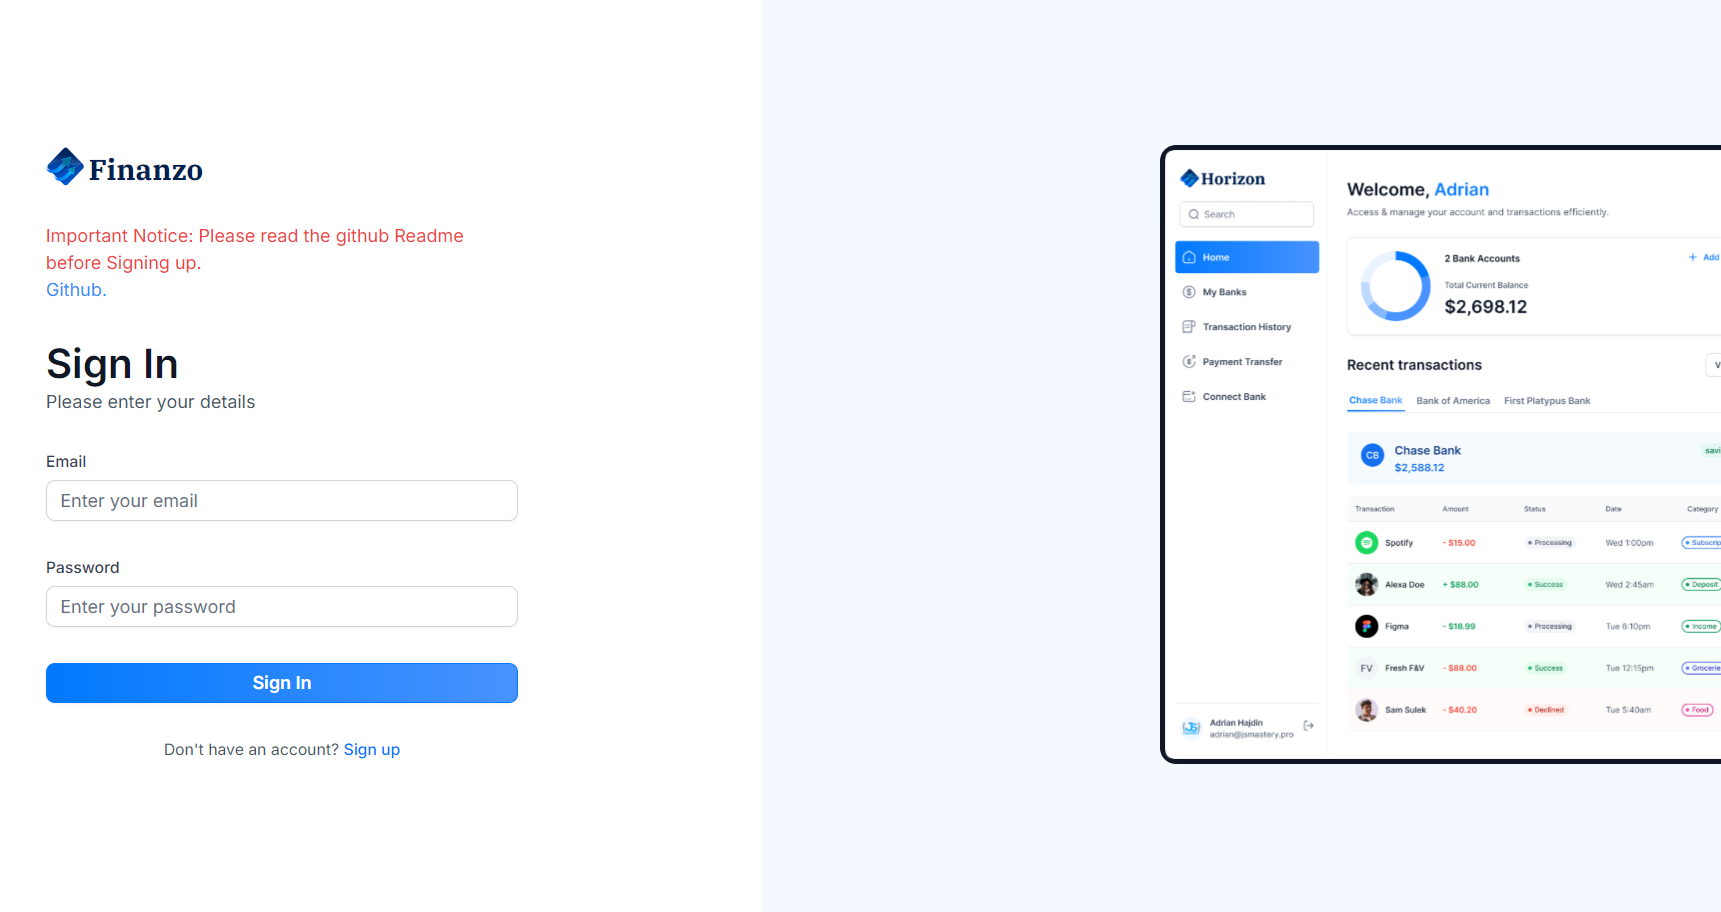 Finanzo
Important Notice: Please read the github Readme
before Signing up.
Github.
Sign In
Please enter your details
Email
Enter your email
Password
Enter your password
Sign In
Don't have an account? Sign up
Horizon
Search
Home
My Banks
Transaction History
Payment Transfer
Connect Bank
Adrian Hajdin
adrian@jsmastery.pro
Welcome, Adrian
Access & manage your account and transactions efficiently.
2 Bank Accounts
+ Add
Total Current Balance
$2,698.12
Recent transactions
V
Chase Bank Bank of America First Platypus Bank
CB Chase Bank savi
$2,588.12
Transaction Amount Status Date Category
Spotify - $15.00 Processing Wed 1:00pm Subscrip
Alexa Doe + $88.00 Success Wed 2:45am Deposit
Figma - $18.99 Processing Tue 6:10pm Income
FV Fresh F&V - $88.00 Success Tue 12:15pm Grocerie
Sam Sulek - $40.20 Declined Tue 5:40am Food